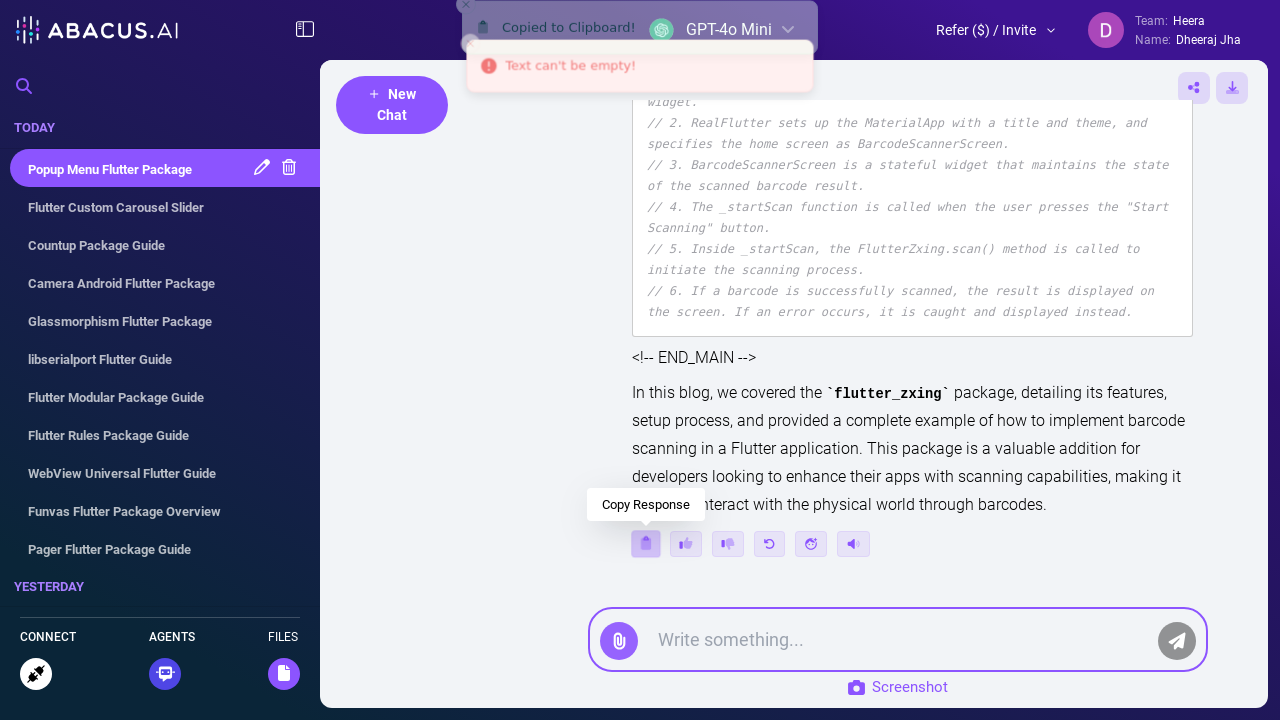 ABACUS.AI
Copied to Clipboard!
GPT-4o Mini
Text can't be empty!
Refer ($) / Invite
D
Team: Heera
Name: Dheeraj Jha
TODAY
Popup Menu Flutter Package
Flutter Custom Carousel Slider
Countup Package Guide
Camera Android Flutter Package
Glassmorphism Flutter Package
libserialport Flutter Guide
Flutter Modular Package Guide
Flutter Rules Package Guide
WebView Universal Flutter Guide
Funvas Flutter Package Overview
Pager Flutter Package Guide
YESTERDAY
CONNECT
AGENTS
FILES
+ New
Chat
widget.
// 2. RealFlutter sets up the MaterialApp with a title and theme, and
specifies the home screen as BarcodeScannerScreen.
// 3. BarcodeScannerScreen is a stateful widget that maintains the state
of the scanned barcode result.
// 4. The _startScan function is called when the user presses the "Start
Scanning" button.
// 5. Inside _startScan, the FlutterZxing.scan() method is called to
initiate the scanning process.
// 6. If a barcode is successfully scanned, the result is displayed on
the screen. If an error occurs, it is caught and displayed instead.
<!-- END_MAIN -->
In this blog, we covered the `flutter_zxing` package, detailing its features,
setup process, and provided a complete example of how to implement barcode
scanning in a Flutter application. This package is a valuable addition for
developers looking to enhance their apps with scanning capabilities, making it
nteract with the physical world through barcodes.
Copy Response
Write something...
Screenshot